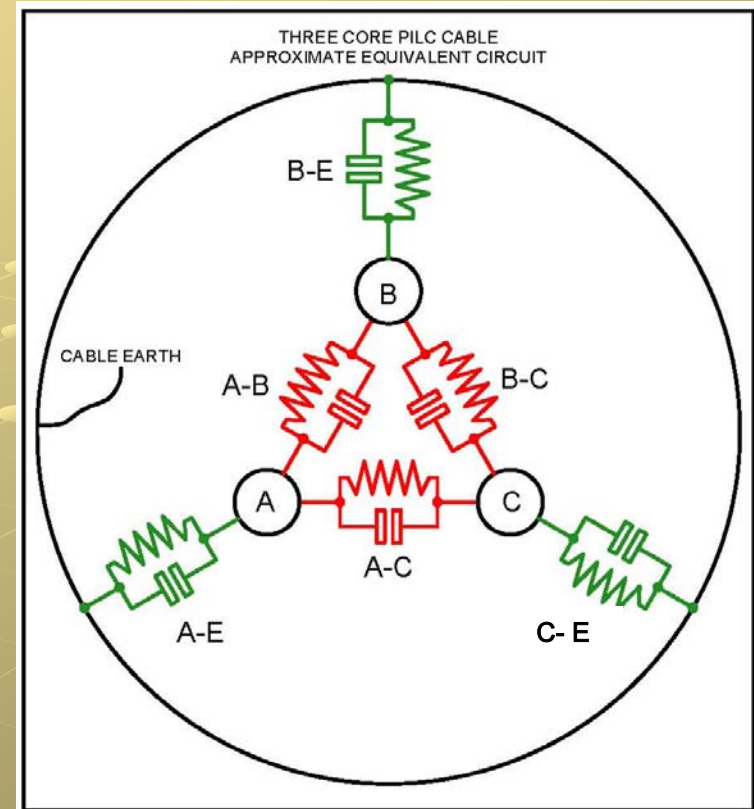 THREE CORE PILC CABLE
APPROXIMATE EQUIVALENT CIRCUIT
B-E
B
CABLE EARTH
A-B
B-C
A
C
A-C
A-E
C- E